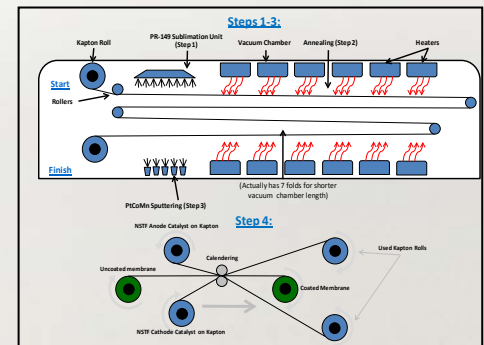 Steps 1-3:
Kapton Roll
PR-149 Sublimation Unit
(Step 1)
Vacuum Chamber
Annealing (Step 2)
Heaters
Start
Rollers
Finish
(Actually has 7 folds for shorter
vacuum chamber length)
PtCoMn Sputtering (Step 3)
Step 4:
NSTF Anode Catalyst on Kapton
Calendering
Used Kapton Rolls
Uncoated membrane
Coated Membrane
NSTF Cathode Catalyst on Kapton